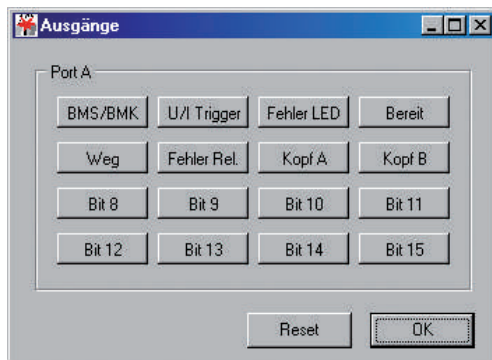 Ausgänge
Port A
BMS/BMK U/I Trigger Fehler LED Bereit
Weg Fehler Rel. Kopf A Kopf B
Bit 8 Bit 9 Bit 10 Bit 11
Bit 12 Bit 13 Bit 14 Bit 15
Reset OK